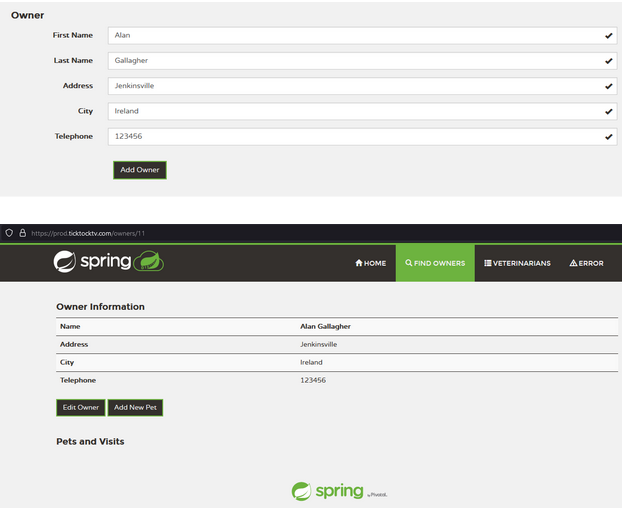 Owner
First Name Alan
Last Name Gallagher
Address Jenkinsville
City Ireland
Telephone 123456
Add Owner
https://prod.ticktocktv.com/owners/11
spring HOME FIND OWNERS VETERINARIANS ERROR
Owner Information
Name Alan Gallagher
Address Jenkinsville
City Ireland
Telephone 123456
Edit Owner Add New Pet
Pets and Visits
spring by Pivotal.